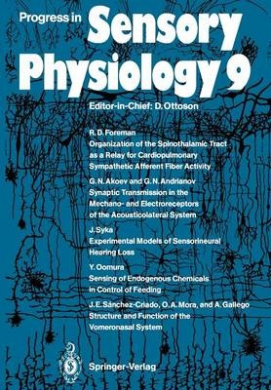 Progress in
Sensory
Physiology 9
Editor-in-Chief: D. Ottoson
R. D. Foreman
Organization of the Spinothalamic Tract
as a Relay for Cardiopulmonary
Sympathetic Afferent Fiber Activity
G. N. Akoev and G. N. Andrianov
Synaptic Transmission in the
Mechano- and Electroreceptors
of the Acousticolateral System
J. Syka
Experimental Models of Sensorineural
Hearing Loss
Y. Oomura
Sensing of Endogenous Chemicals
in Control of Feeding
J. E. Sánchez-Criado, O. A. Mora, and A. Gallego
Structure and Function of the
Vomeronasal System
Springer-Verlag